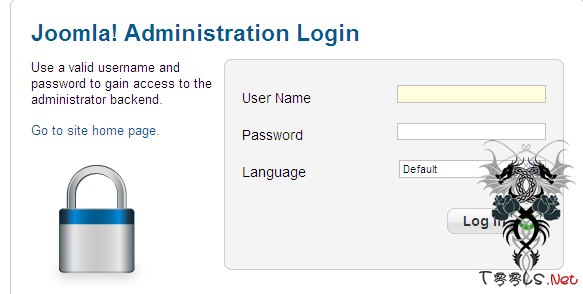 Joomla! Administration Login
Use a valid username and
password to gain access to the
administrator backend.
Go to site home page.
User Name
Password
Language
Default
Log in
T00Ls.Net